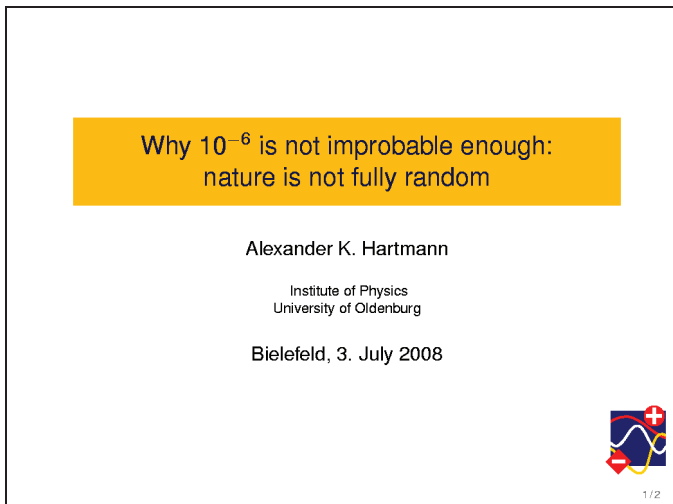 Why 10⁻⁶ is not improbable enough:
nature is not fully random
Alexander K. Hartmann
Institute of Physics
University of Oldenburg
Bielefeld, 3. July 2008
1/2